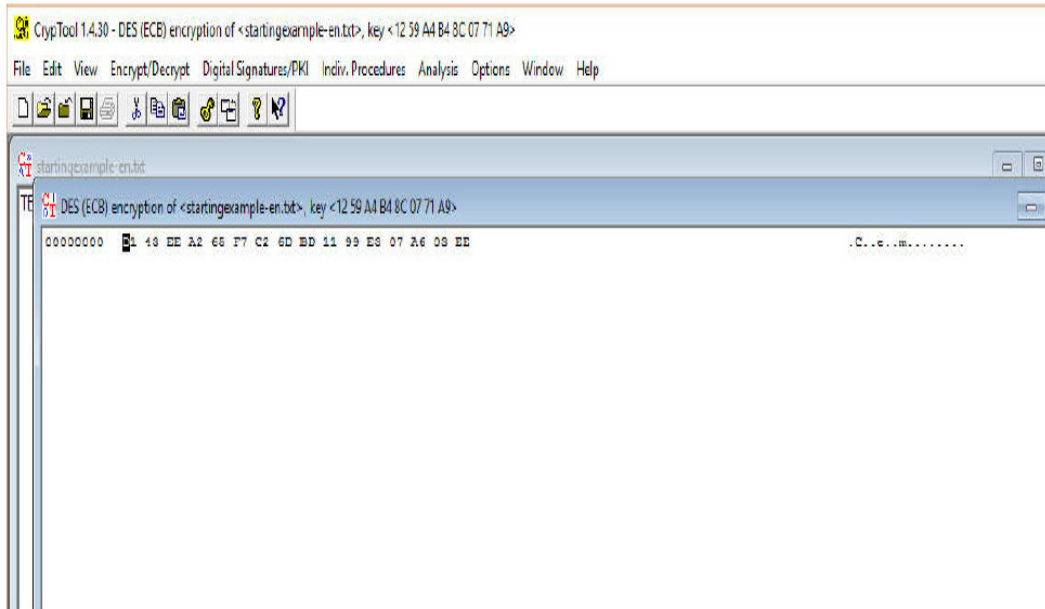 CrypTool 1.4.30 - DES (ECB) encryption of <startingexample-en.txt>, key <12 59 A4 B4 8C 07 71 A9>
File Edit View Encrypt/Decrypt Digital Signatures/PKI Indiv. Procedures Analysis Options Window Help
startingexample-en.txt
TE
DES (ECB) encryption of <startingexample-en.txt>, key <12 59 A4 B4 8C 07 71 A9>
00000000 43 EE A2 65 F7 C2 6D BD 11 99 07 A6 EE .C..e..m........